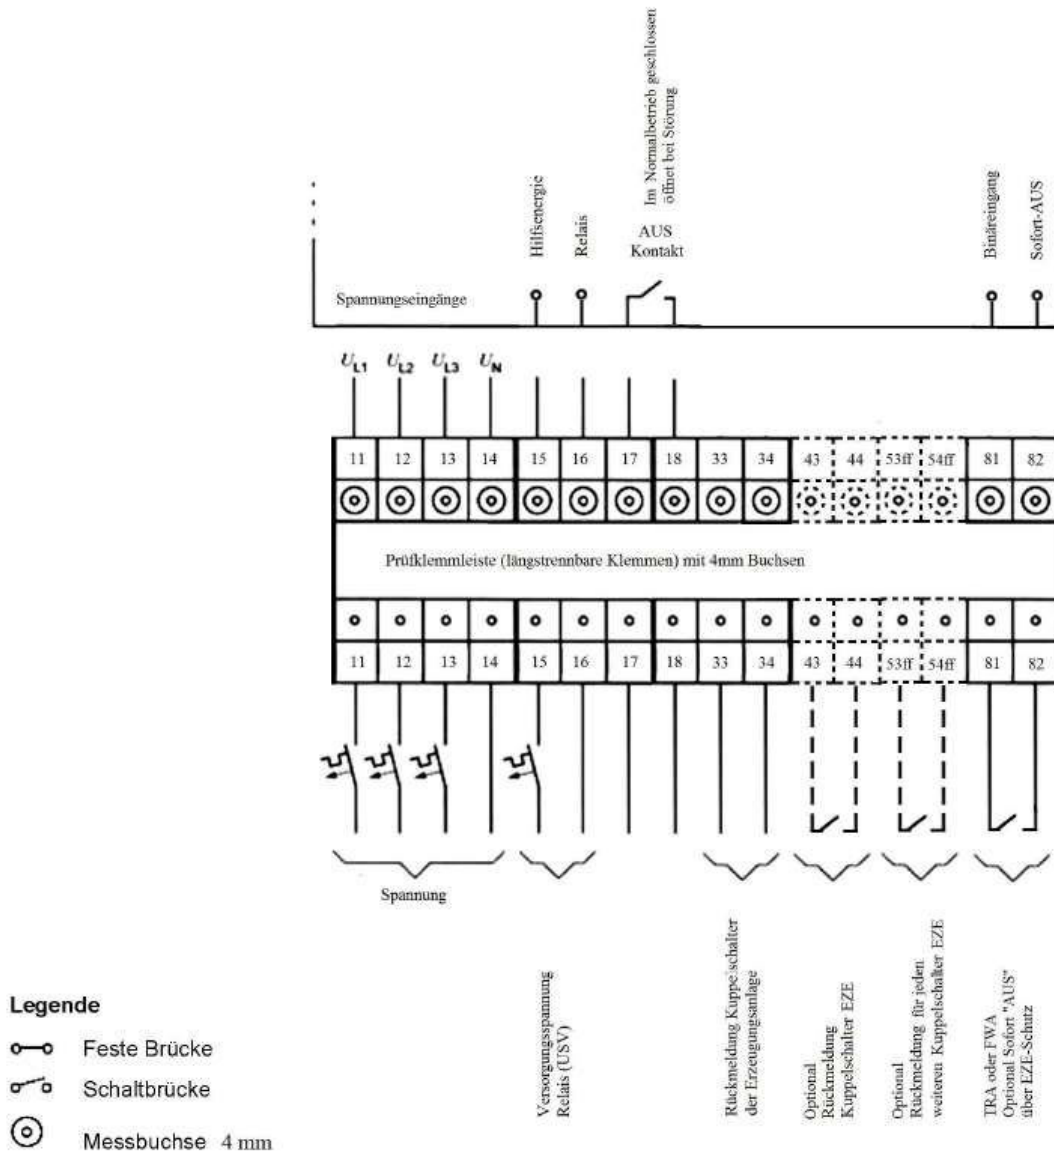 Im Normalbetrieb geschlossen
öffnet bei Störung
Hilfsenergie
Relais
AUS
Kontakt
Binäreingang
Sofort-AUS
Spannungseingänge
UL1 UL2 UL3 UN
11 12 13 14 15 16 17 18 33 34 43 44 53ff 54ff 81 82
Prüfklemmleiste (längstrennbare Klemmen) mit 4mm Buchsen
11 12 13 14 15 16 17 18 33 34 43 44 53ff 54ff 81 82
Spannung
Versorgungsspannung
Relais (USV)
Rückmeldung Kuppelschalter
der Erzeugungsanlage
Optional
Rückmeldung
Kuppelschalter EZE
Optional
Rückmeldung für jeden
weiteren Kuppelschalter EZE
TRA oder FWA
Optional Sofort "AUS"
über EZE-Schutz
Legende
Feste Brücke
Schaltbrücke
Messbuchse 4 mm